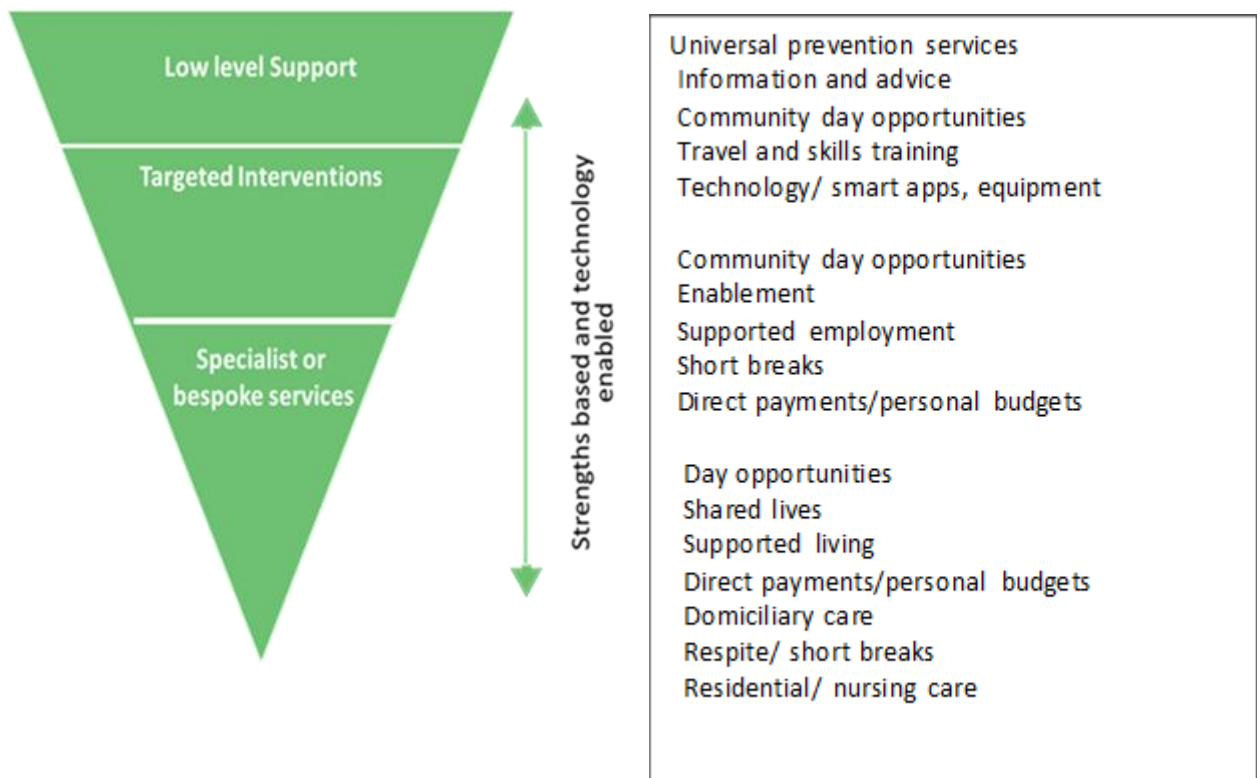 Low level Support
Targeted Interventions
Specialist or
bespoke services
Strengths based and technology
enabled
Universal prevention services
Information and advice
Community day opportunities
Travel and skills training
Technology/ smart apps, equipment
Community day opportunities
Enablement
Supported employment
Short breaks
Direct payments/personal budgets
Day opportunities
Shared lives
Supported living
Direct payments/personal budgets
Domiciliary care
Respite/ short breaks
Residential/ nursing care